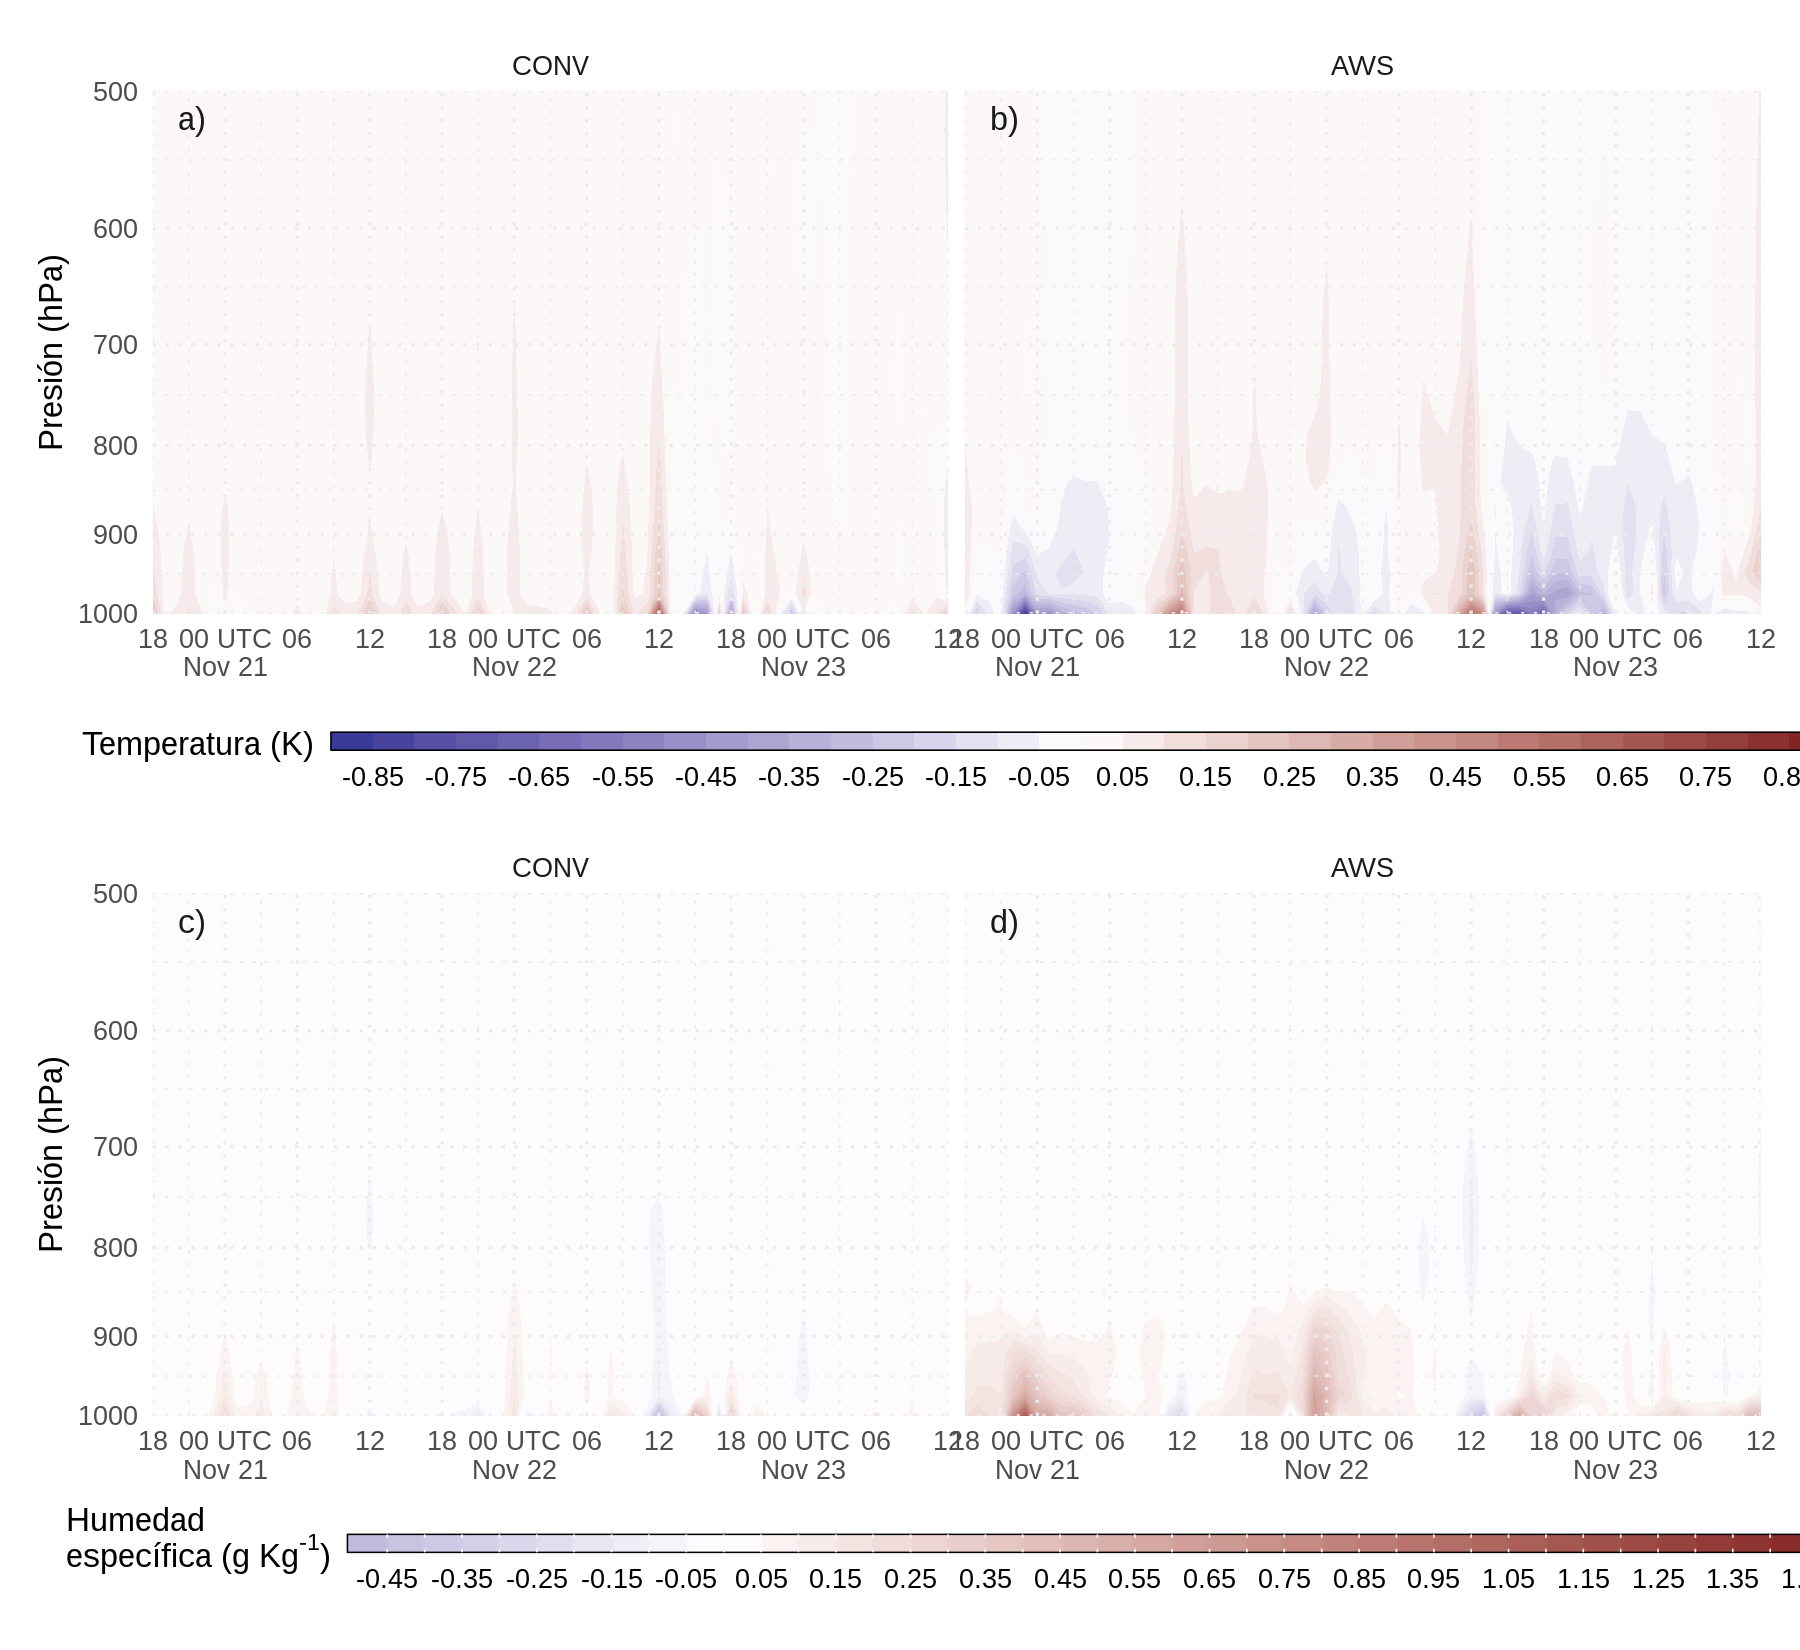 CONV AWS
a) b)
500
600
700
800
900
1000
Presión (hPa)
18 00 UTC 06 12 18 00 UTC 06 12 18 00 UTC 06 12 18 00 UTC 06 12 18 00 UTC 06 12 18 00 UTC 06 12
Nov 21 Nov 22 Nov 23 Nov 21 Nov 22 Nov 23
Temperatura (K)
-0.85 -0.75 -0.65 -0.55 -0.45 -0.35 -0.25 -0.15 -0.05 0.05 0.15 0.25 0.35 0.45 0.55 0.65 0.75 0.8
CONV AWS
c) d)
500
600
700
800
900
1000
Presión (hPa)
18 00 UTC 06 12 18 00 UTC 06 12 18 00 UTC 06 12 18 00 UTC 06 12 18 00 UTC 06 12 18 00 UTC 06 12
Nov 21 Nov 22 Nov 23 Nov 21 Nov 22 Nov 23
Humedad
específica (g Kg-1)
-0.45 -0.35 -0.25 -0.15 -0.05 0.05 0.15 0.25 0.35 0.45 0.55 0.65 0.75 0.85 0.95 1.05 1.15 1.25 1.35 1.